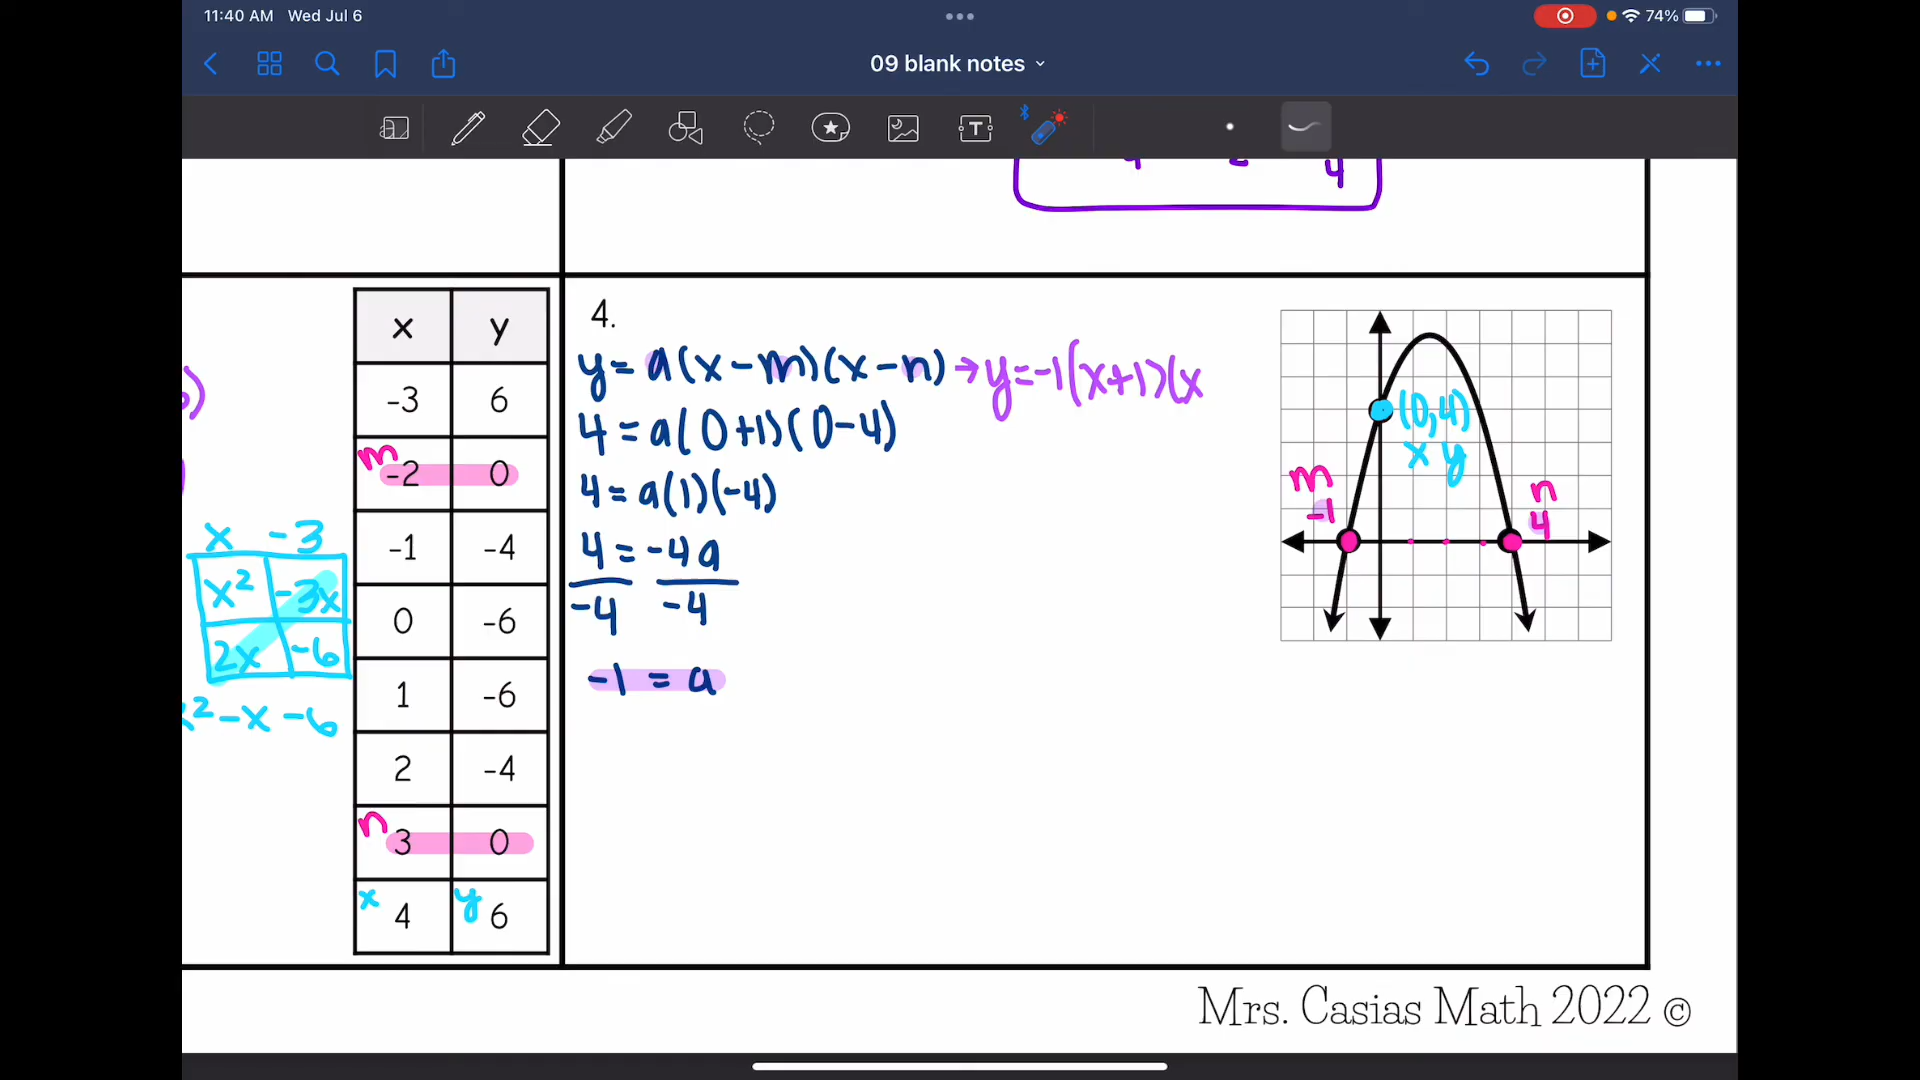 11:40 AM Wed Jul 6
74%
09 blank notes
4
x y
-3 6
m -2 0
-1 -4
0 -6
1 -6
2 -4
n 3 0
x 4 y 6
x -3
x² -3x
2x -6
² -x -6
4.
y = a(x-m)(x-n) → y=-1(x+1)(x
4 = a(0+1)(0-4)
4 = a(1)(-4)
4 = -4a
-4 -4
-1 = a
(0,4)
x y
m
-1
n
4
Mrs. Casias Math 2022 ©